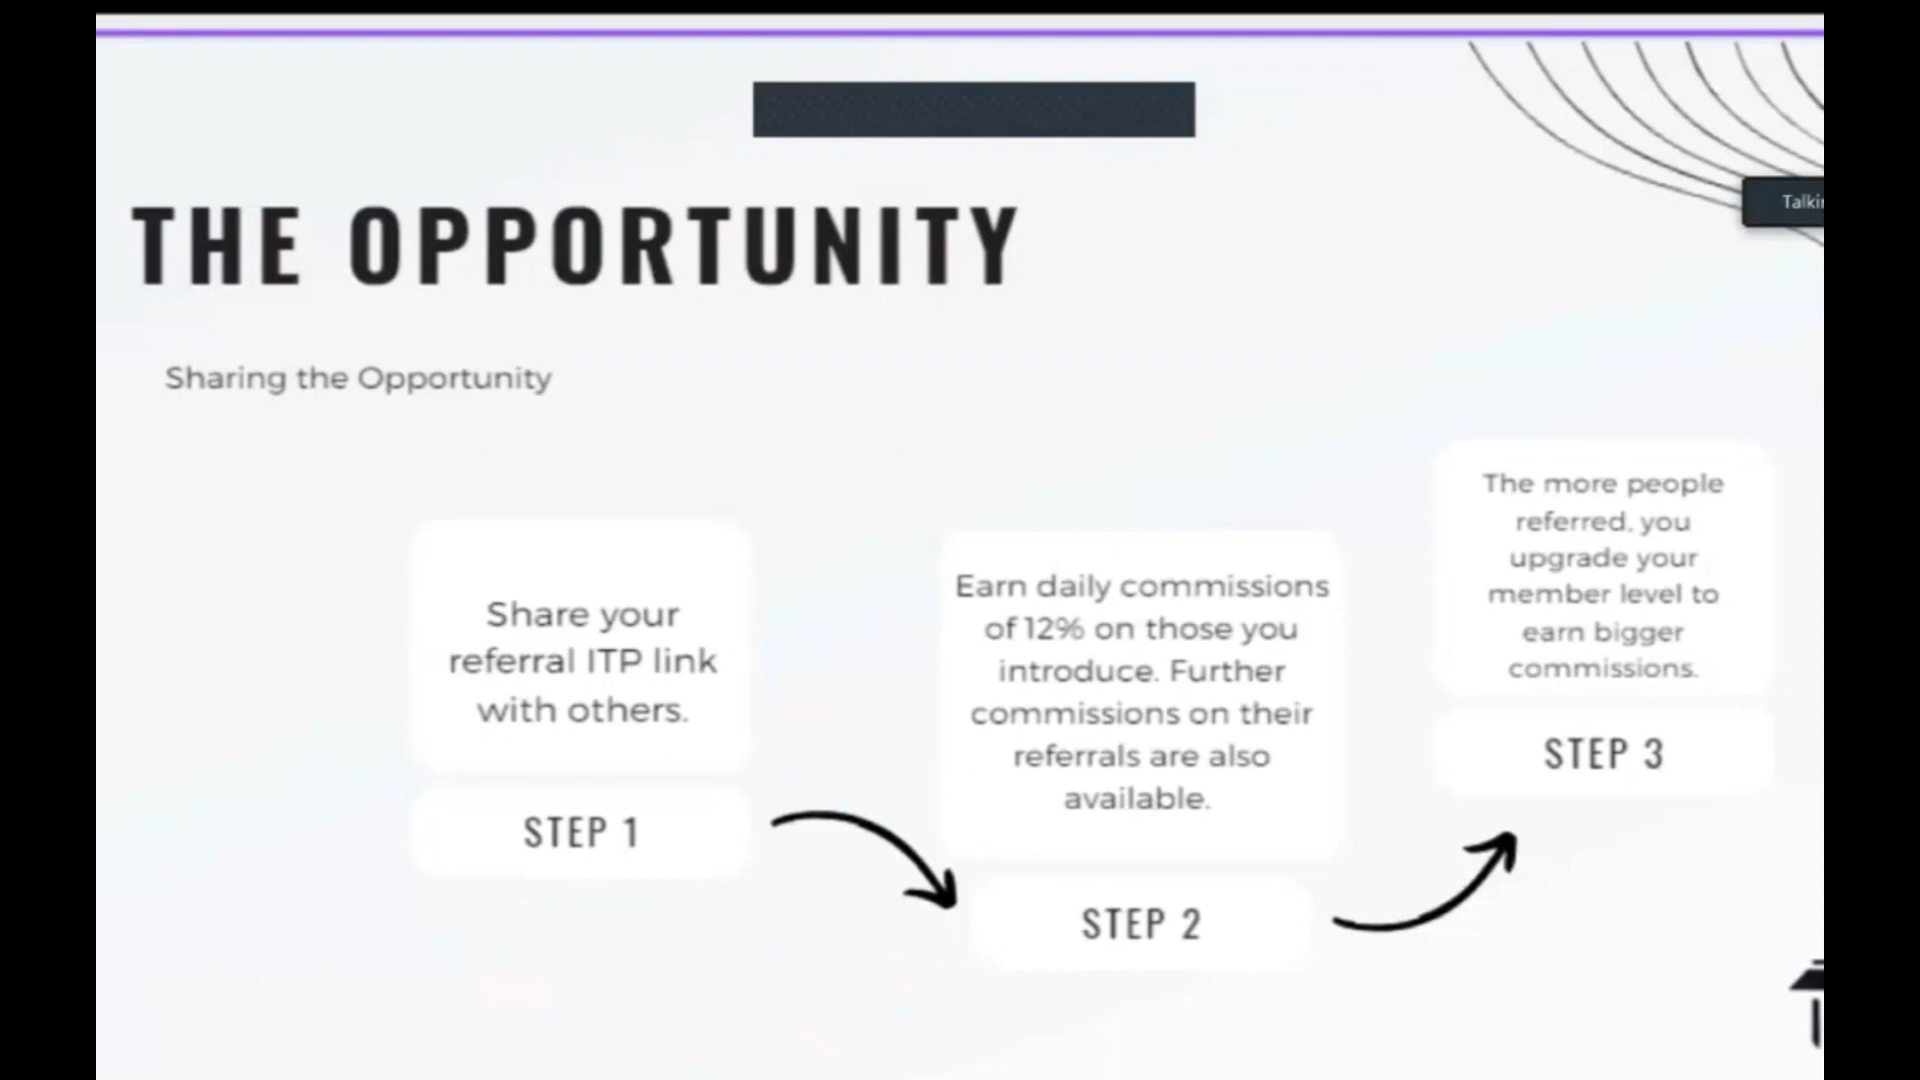 THE OPPORTUNITY
Sharing the Opportunity
Share your
referral ITP link
with others.
STEP 1
Earn daily commissions
of 12% on those you
introduce. Further
commissions on their
referrals are also
available.
STEP 2
The more people
referred, you
upgrade your
member level to
earn bigger
commissions.
STEP 3